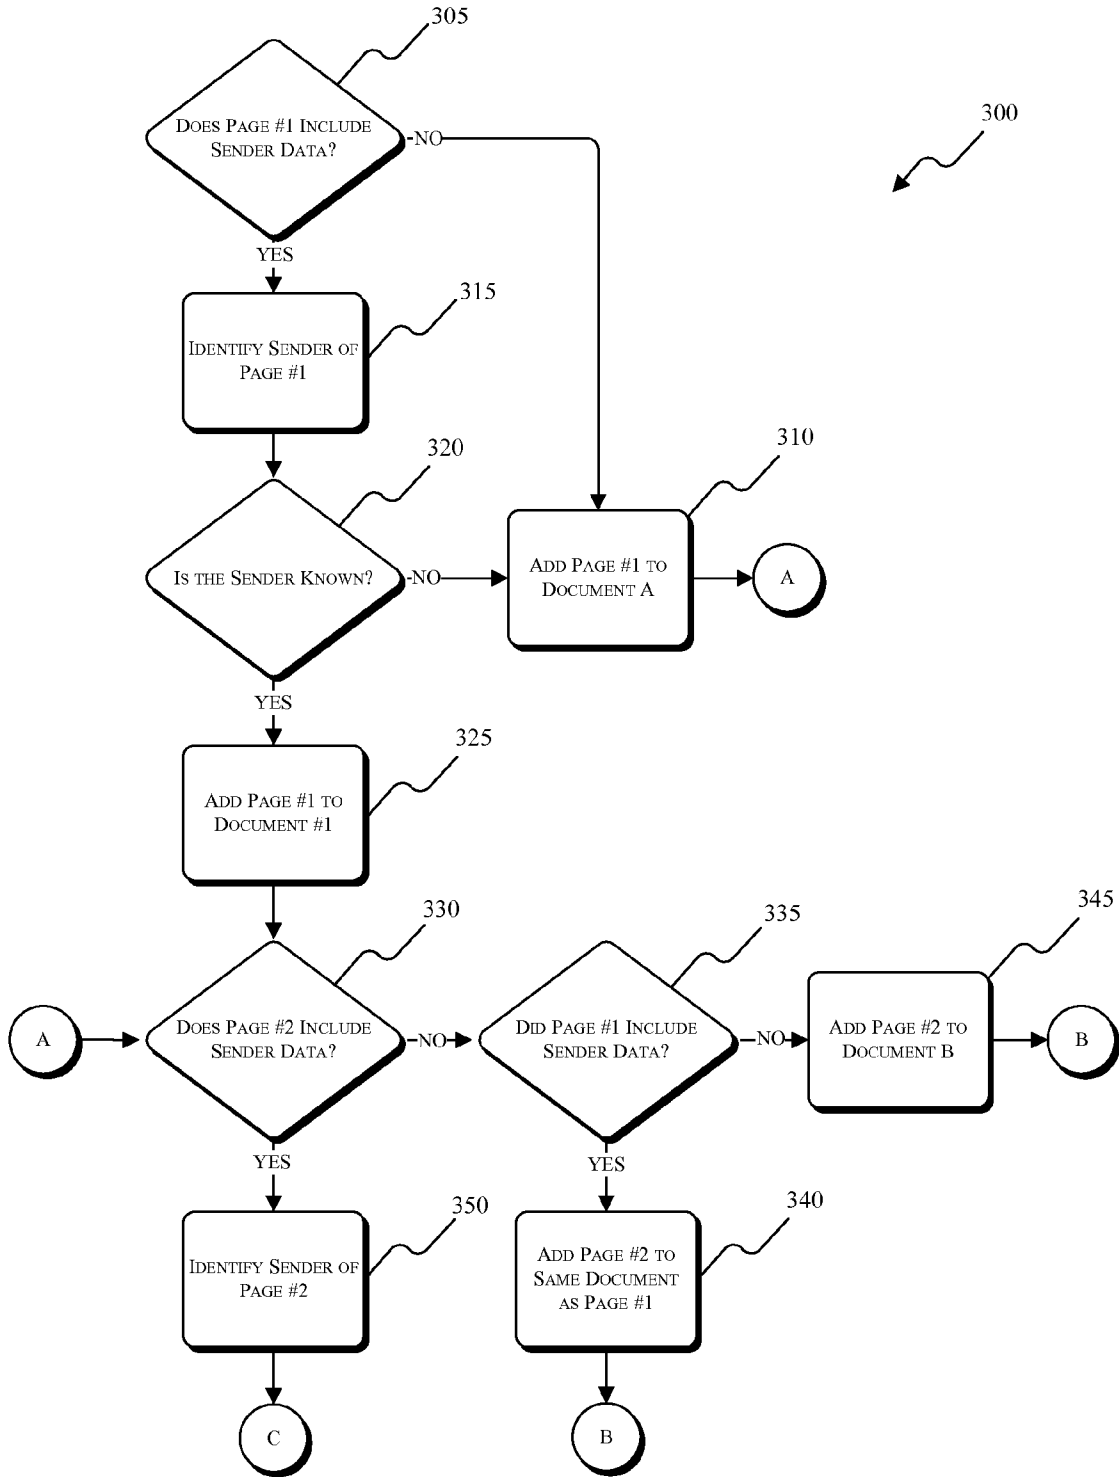 305
DOES PAGE #1 INCLUDE
SENDER DATA?
NO
300
YES
315
IDENTIFY SENDER OF
PAGE #1
320
310
IS THE SENDER KNOWN?
NO
ADD PAGE #1 TO
DOCUMENT A
A
YES
325
ADD PAGE #1 TO
DOCUMENT #1
330
335
345
A
DOES PAGE #2 INCLUDE
SENDER DATA?
NO
DID PAGE #1 INCLUDE
SENDER DATA?
NO
ADD PAGE #2 TO
DOCUMENT B
B
YES
YES
350
340
IDENTIFY SENDER OF
PAGE #2
ADD PAGE #2 TO
SAME DOCUMENT
AS PAGE #1
C
B